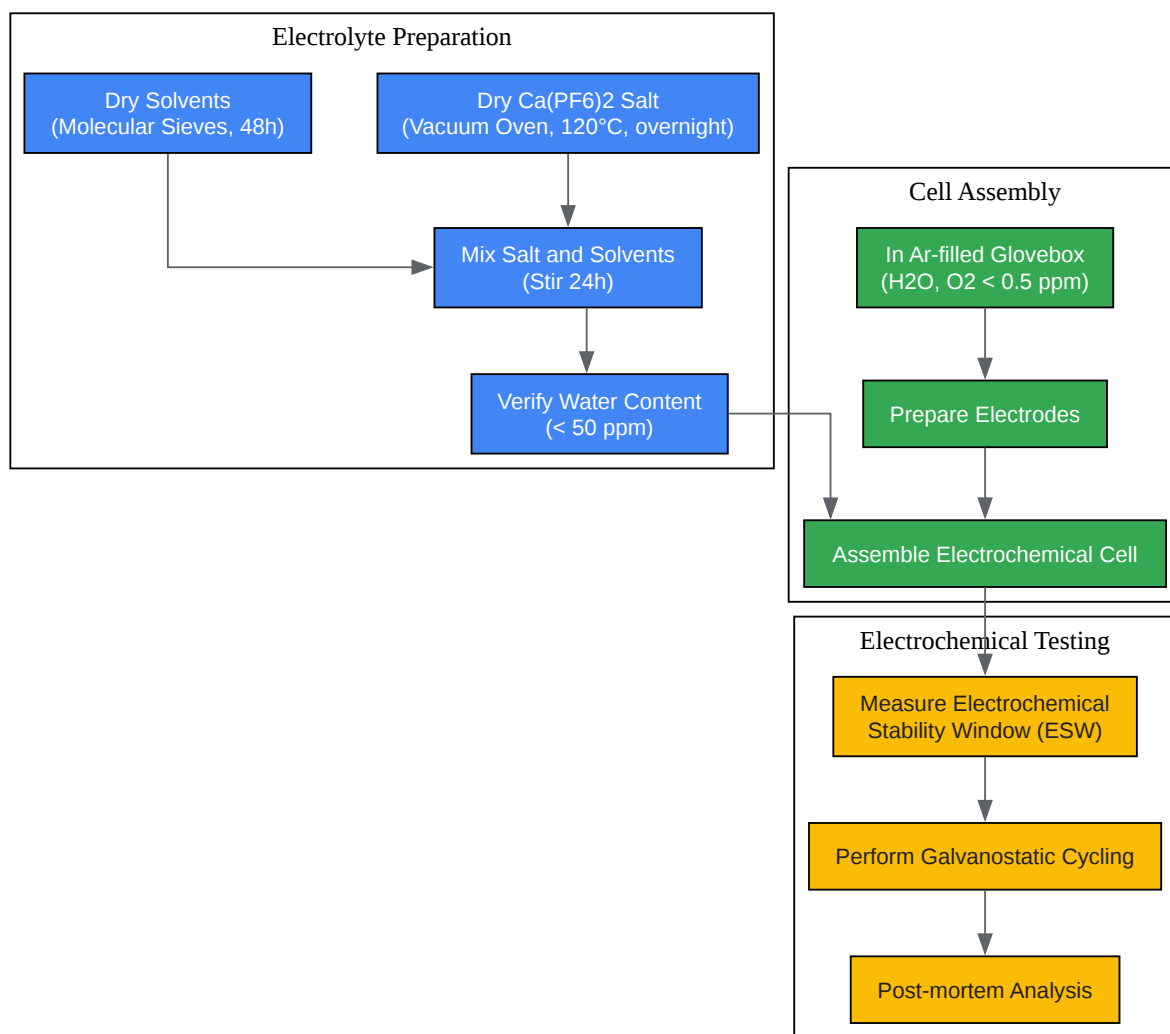 Electrolyte Preparation
Dry Solvents
(Molecular Sieves, 48h)
Dry Ca(PF6)2 Salt
(Vacuum Oven, 120°C, overnight)
Mix Salt and Solvents
(Stir 24h)
Verify Water Content
(< 50 ppm)
Cell Assembly
In Ar-filled Glovebox
(H2O, O2 < 0.5 ppm)
Prepare Electrodes
Assemble Electrochemical Cell
Electrochemical Testing
Measure Electrochemical
Stability Window (ESW)
Perform Galvanostatic Cycling
Post-mortem Analysis